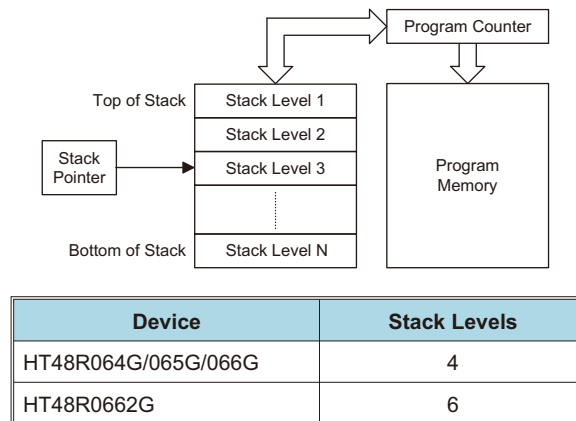 Program Counter
Top of Stack
Stack Level 1
Stack Level 2
Stack
Pointer
Stack Level 3
Program
Memory
Bottom of Stack
Stack Level N
Device Stack Levels
HT48R064G/065G/066G 4
HT48R0662G 6